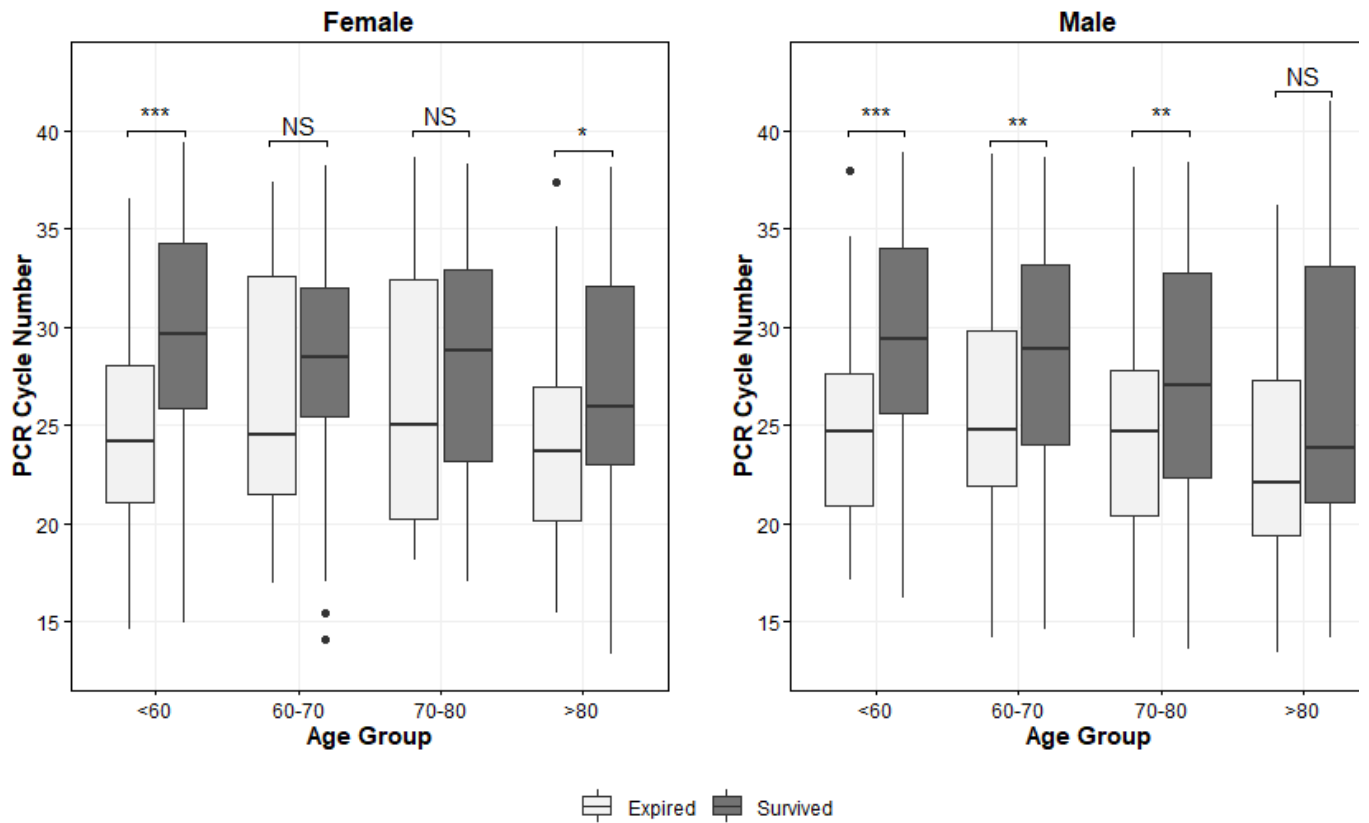 Female
Male
PCR Cycle Number
40
35
30
25
20
15
***
NS
NS
*
<60
60-70
70-80
>80
Age Group
PCR Cycle Number
40
35
30
25
20
15
***
**
**
NS
<60
60-70
70-80
>80
Age Group
Expired
Survived